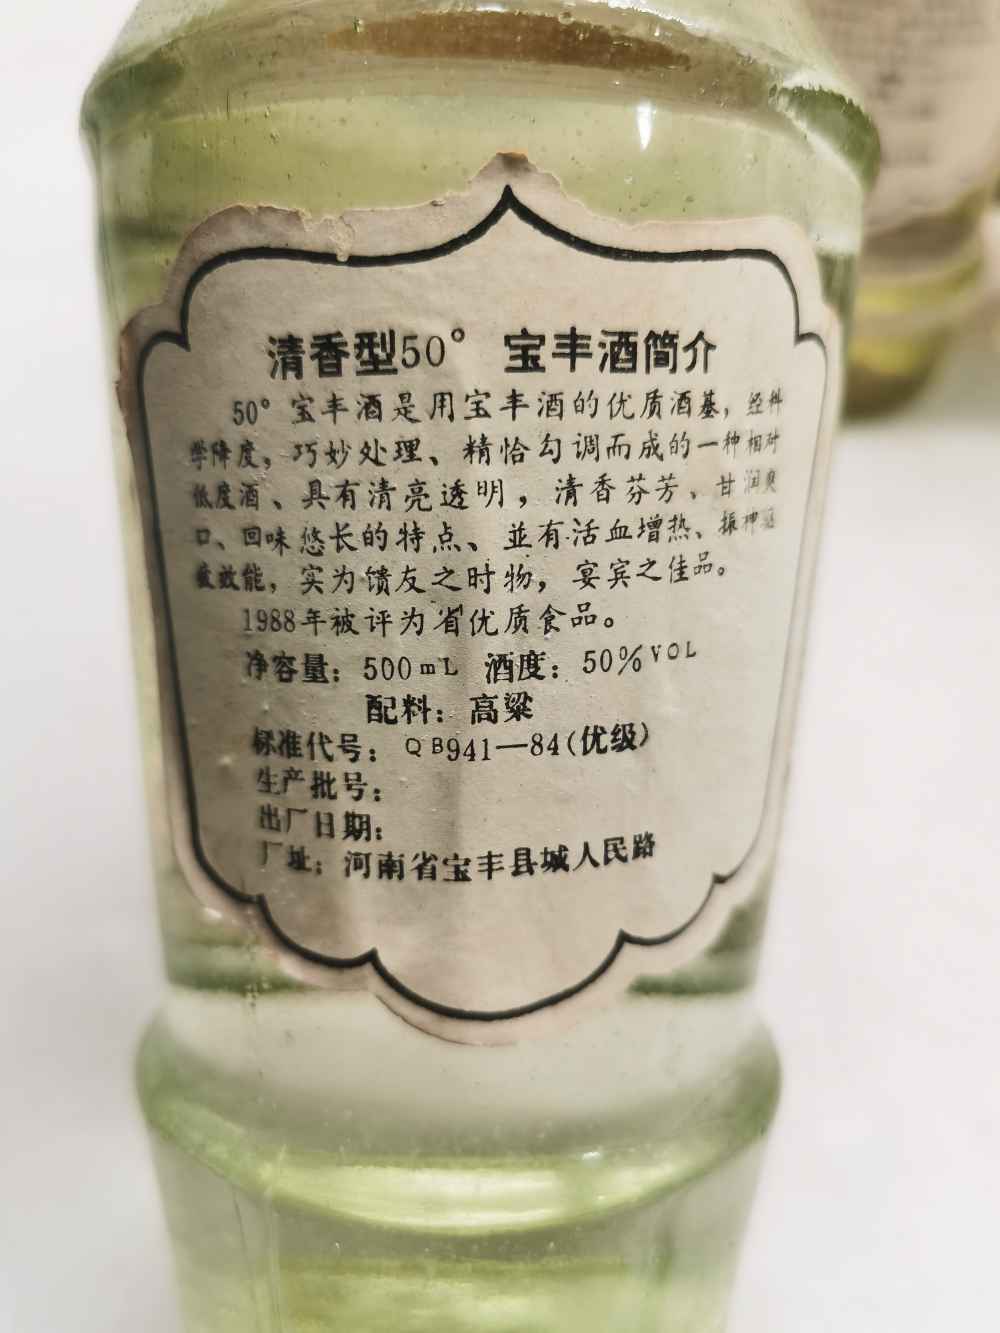 清香型50° 宝丰酒简介
50°宝丰酒是用宝丰酒的优质酒基，经科
学降度，巧妙处理、精恰勾调而成的一种相对
低度酒、具有清亮透明，清香芬芳、甘润爽
口、回味悠长的特点、並有活血增热、振神
效能，实为馈友之时物，宴宾之佳品。
1988年被评为省优质食品。
净容量：500mL 酒度：50%VOL
配料：高粱
标准代号：QB941—84(优级)
生产批号：
出厂日期：
厂址：河南省宝丰县城人民路